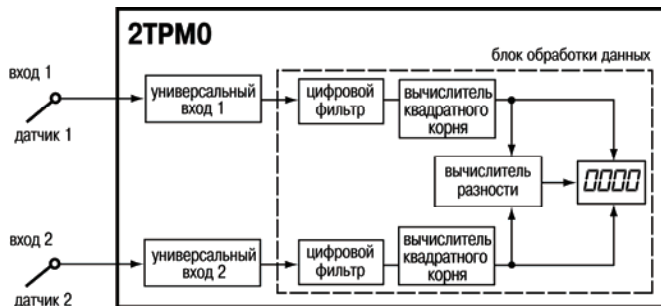 2ТРМ0
блок обработки данных
вход 1
датчик 1
универсальный
вход 1
цифровой
фильтр
вычислитель
квадратного
корня
вычислитель
разности
0000
вход 2
датчик 2
универсальный
вход 2
цифровой
фильтр
вычислитель
квадратного
корня